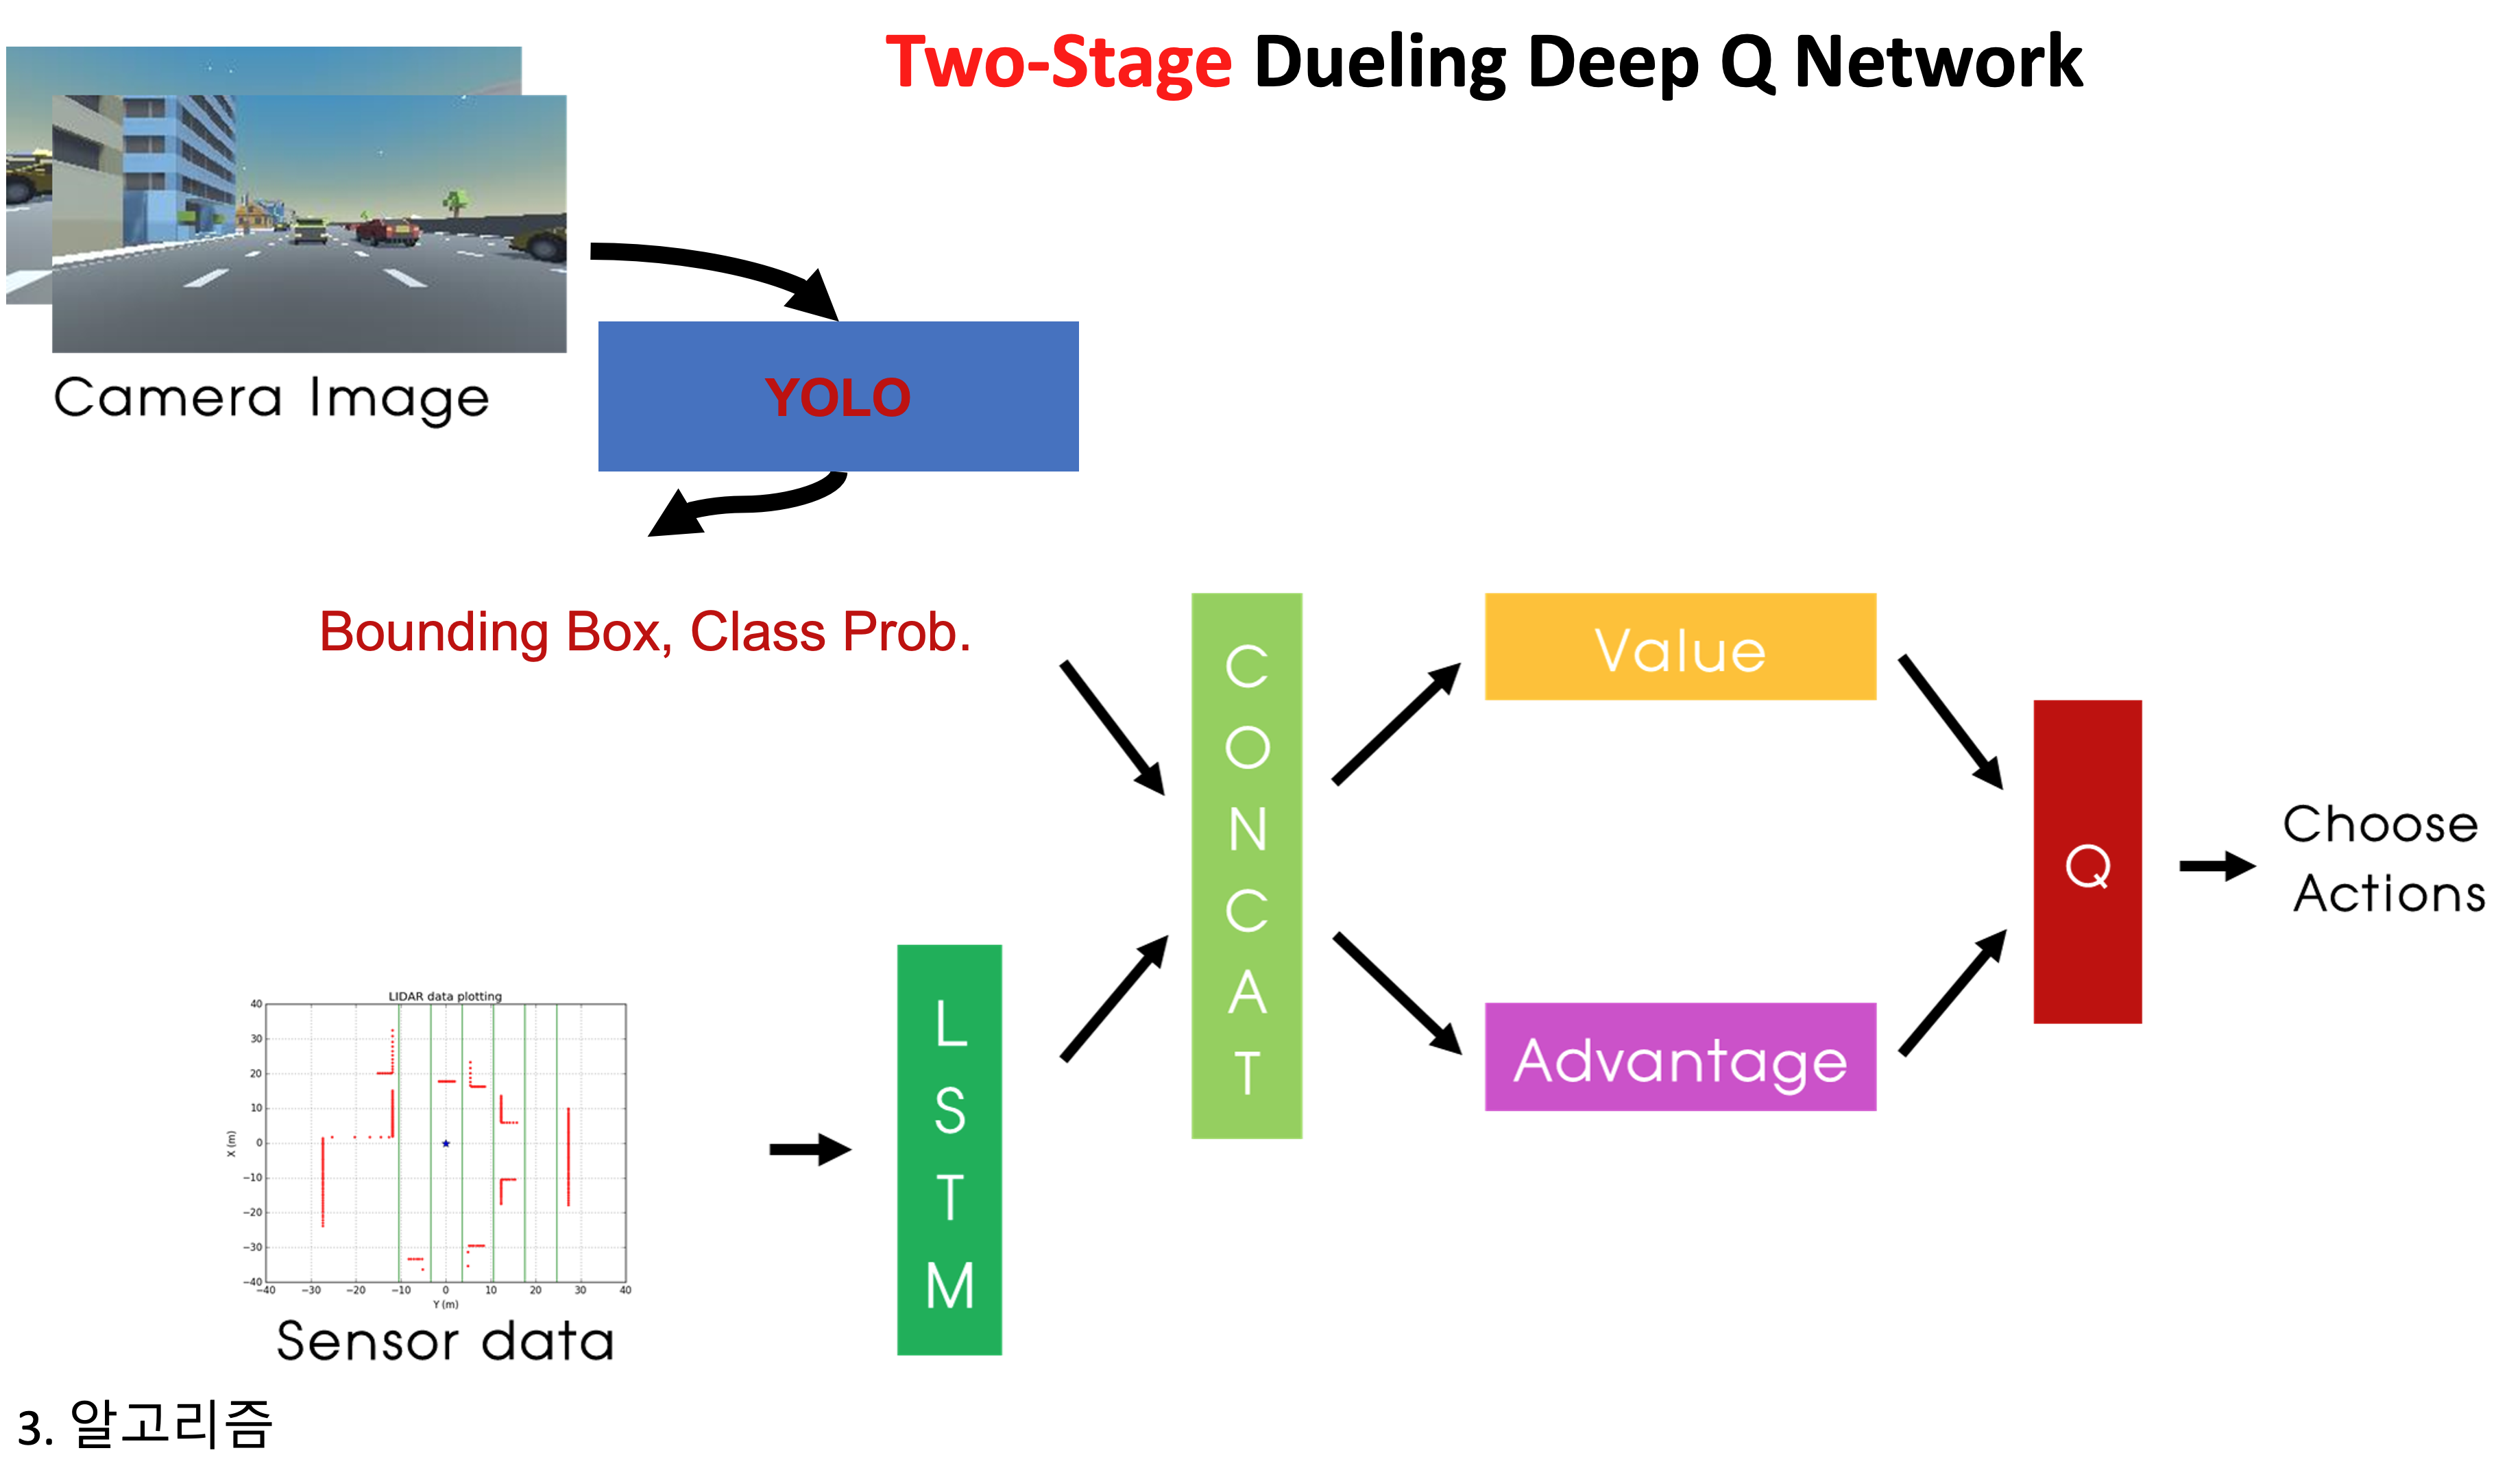 Two-Stage Dueling Deep Q Network
Camera Image
YOLO
Bounding Box, Class Prob.
CONCAT
Value
Advantage
Q
Choose
Actions
LSTM
LIDAR data plotting
X (m)
40
30
20
10
0
−10
−20
−30
−40
−40 −30 −20 −10 0 10 20 30 40
Y (m)
Sensor data
3. 알고리즘